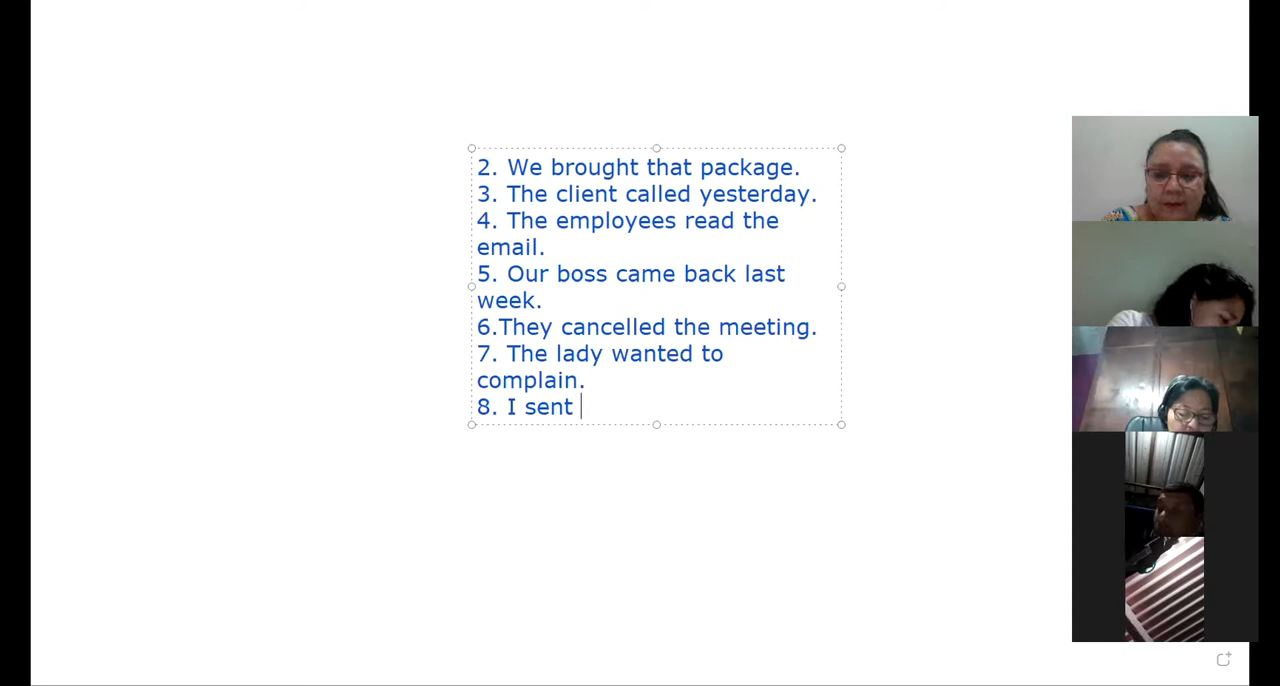 2. We brought that package.
3. The client called yesterday.
4. The employees read the
email.
5. Our boss came back last
week.
6.They cancelled the meeting.
7. The lady wanted to
complain.
8. I sent